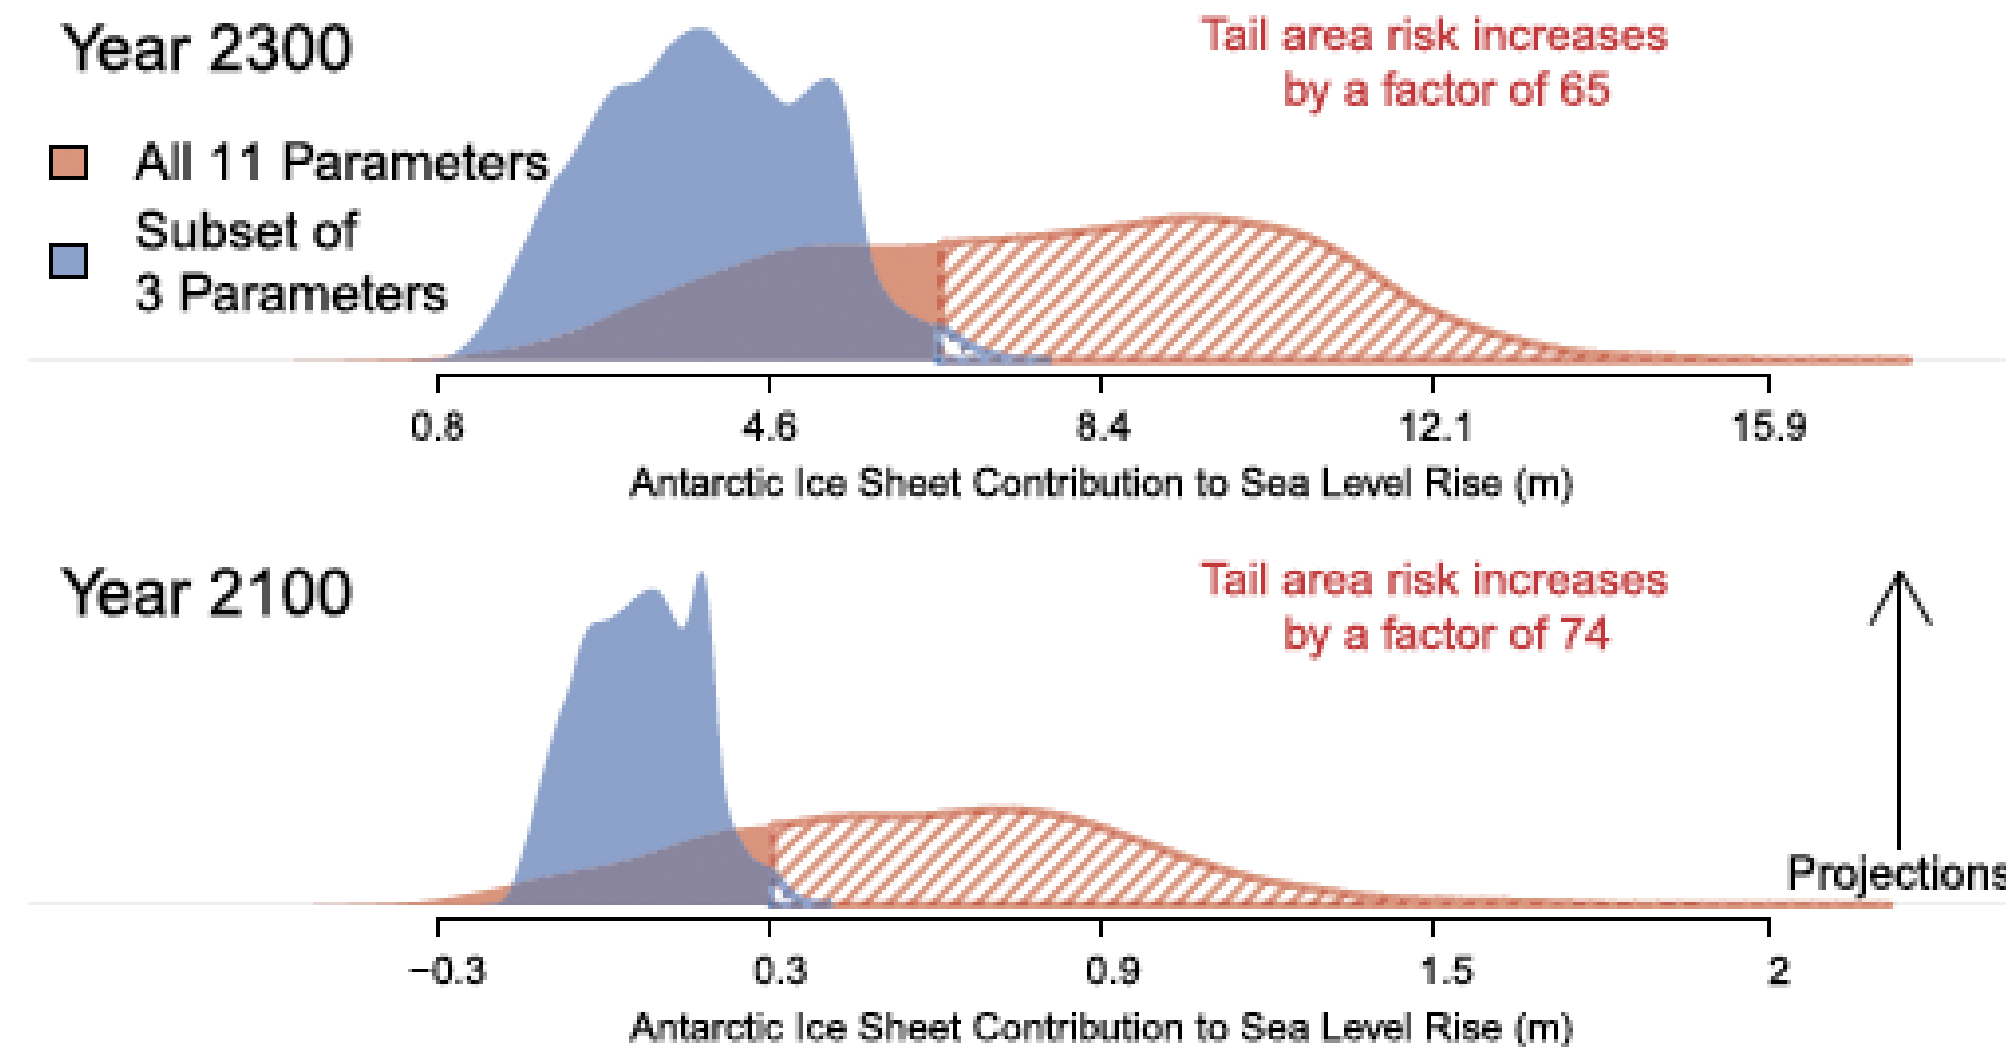 Year 2300
Tail area risk increases
by a factor of 65
All 11 Parameters
Subset of
3 Parameters
0.8 4.6 8.4 12.1 15.9
Antarctic Ice Sheet Contribution to Sea Level Rise (m)
Year 2100
Tail area risk increases
by a factor of 74
Projections
−0.3 0.3 0.9 1.5 2
Antarctic Ice Sheet Contribution to Sea Level Rise (m)